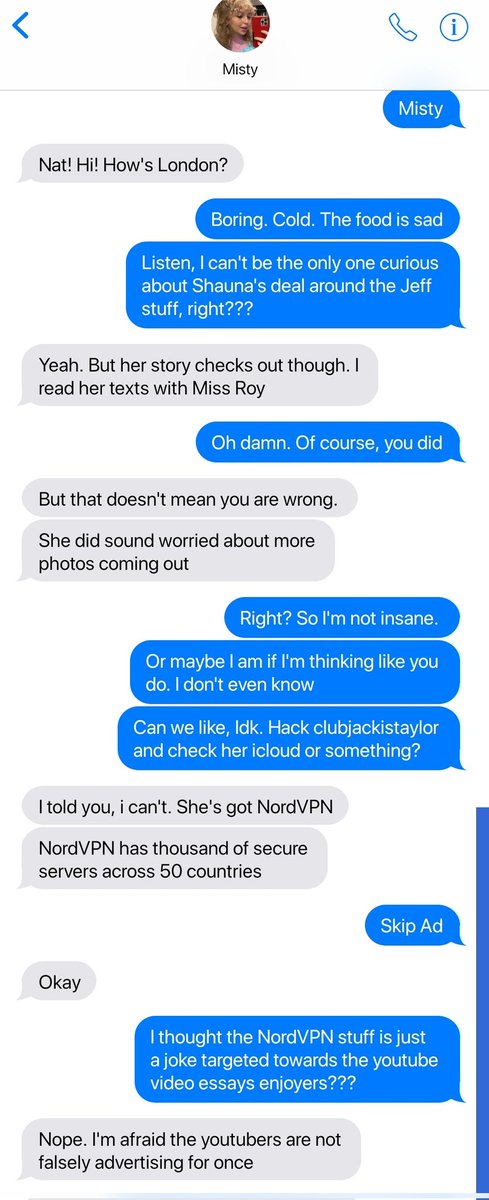 Misty
Misty
Nat! Hi! How's London?
Boring. Cold. The food is sad
Listen, I can't be the only one curious
about Shauna's deal around the Jeff
stuff, right???
Yeah. But her story checks out though. I
read her texts with Miss Roy
Oh damn. Of course, you did
But that doesn't mean you are wrong.
She did sound worried about more
photos coming out
Right? So I'm not insane.
Or maybe I am if I'm thinking like you
do. I don't even know
Can we like, Idk. Hack clubjackistaylor
and check her icloud or something?
I told you, i can't. She's got NordVPN
NordVPN has thousand of secure
servers across 50 countries
Skip Ad
Okay
I thought the NordVPN stuff is just
a joke targeted towards the youtube
video essays enjoyers???
Nope. I'm afraid the youtubers are not
falsely advertising for once